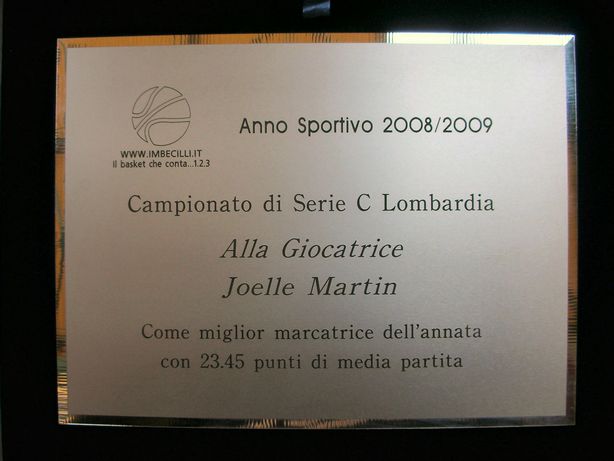 Anno Sportivo 2008/2009
WWW.IMBECILLI.IT
Il basket che conta...1.2.3
Campionato di Serie C Lombardia
Alla Giocatrice
Joelle Martin
Come miglior marcatrice dell'annata
con 23.45 punti di media partita